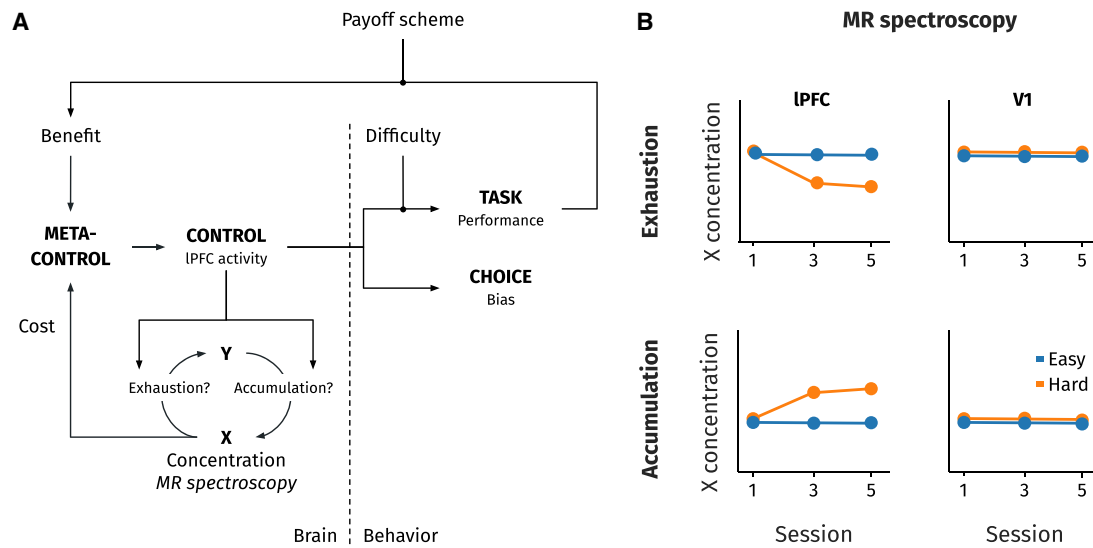 A
Payoff scheme
Benefit
Difficulty
META-
CONTROL
CONTROL
lPFC activity
TASK
Performance
CHOICE
Bias
Cost
Y
Exhaustion?
Accumulation?
X
Concentration
MR spectroscopy
Brain
Behavior
B
MR spectroscopy
lPFC
V1
Exhaustion
X concentration
1 3 5
1 3 5
Accumulation
X concentration
Easy
Hard
1 3 5
1 3 5
Session
Session